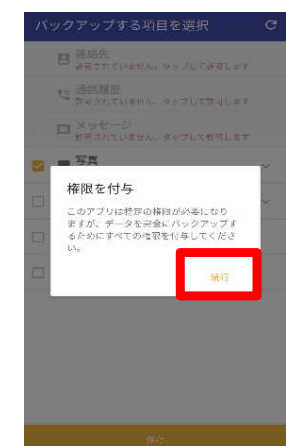 バックアップする項目を選択
連絡先
許可されていません。タップして許可します
通話履歴
許可されていません。タップして許可します
メッセージ
許可されていません。タップして許可します
写真
権限を付与
このアプリは特定の権限が必要になり
ますが、データを完全にバックアップす
るためにすべての権限を付与してくださ
い。
続行